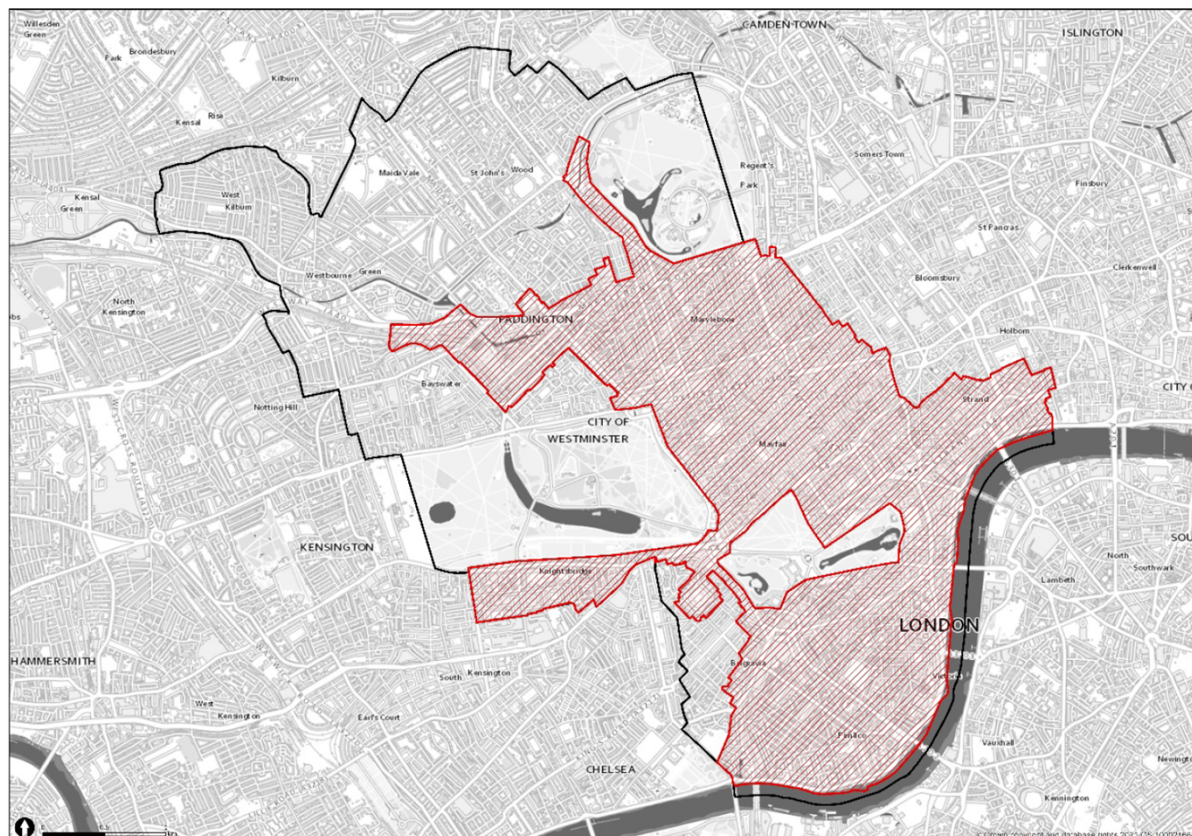 Willesden
Green
Brondesbury
Park
Kilburn
CAMDEN TOWN
ISLINGTON
Kensal
Rise
Maida Vale
St John's
Wood
Regent's
Park
Somers Town
Finsbury
West
Kilburn
Kensal
Green
St Pancras
Clerkenwell
Westbourne
Green
Bloomsbury
North
Kensington
PADDINGTON
Marylebone
Holborn
Bayswater
CITY O
Notting Hill
Strand
CITY OF
WESTMINSTER
Mayfair
KENSINGTON
Knightsbridge
North
Southwark
SOU
Lambeth
LONDON
HAMMERSMITH
South
Kensington
Belgravia
West
Kensington
Earl's Court
Pimlico
Vauxhall
Newington
CHELSEA
Kennington